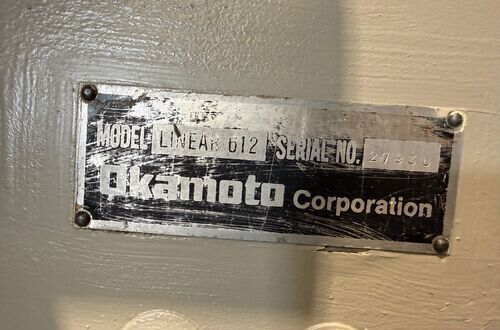 MODEL LINEAR 612 SERIAL NO.
Okamoto Corporation